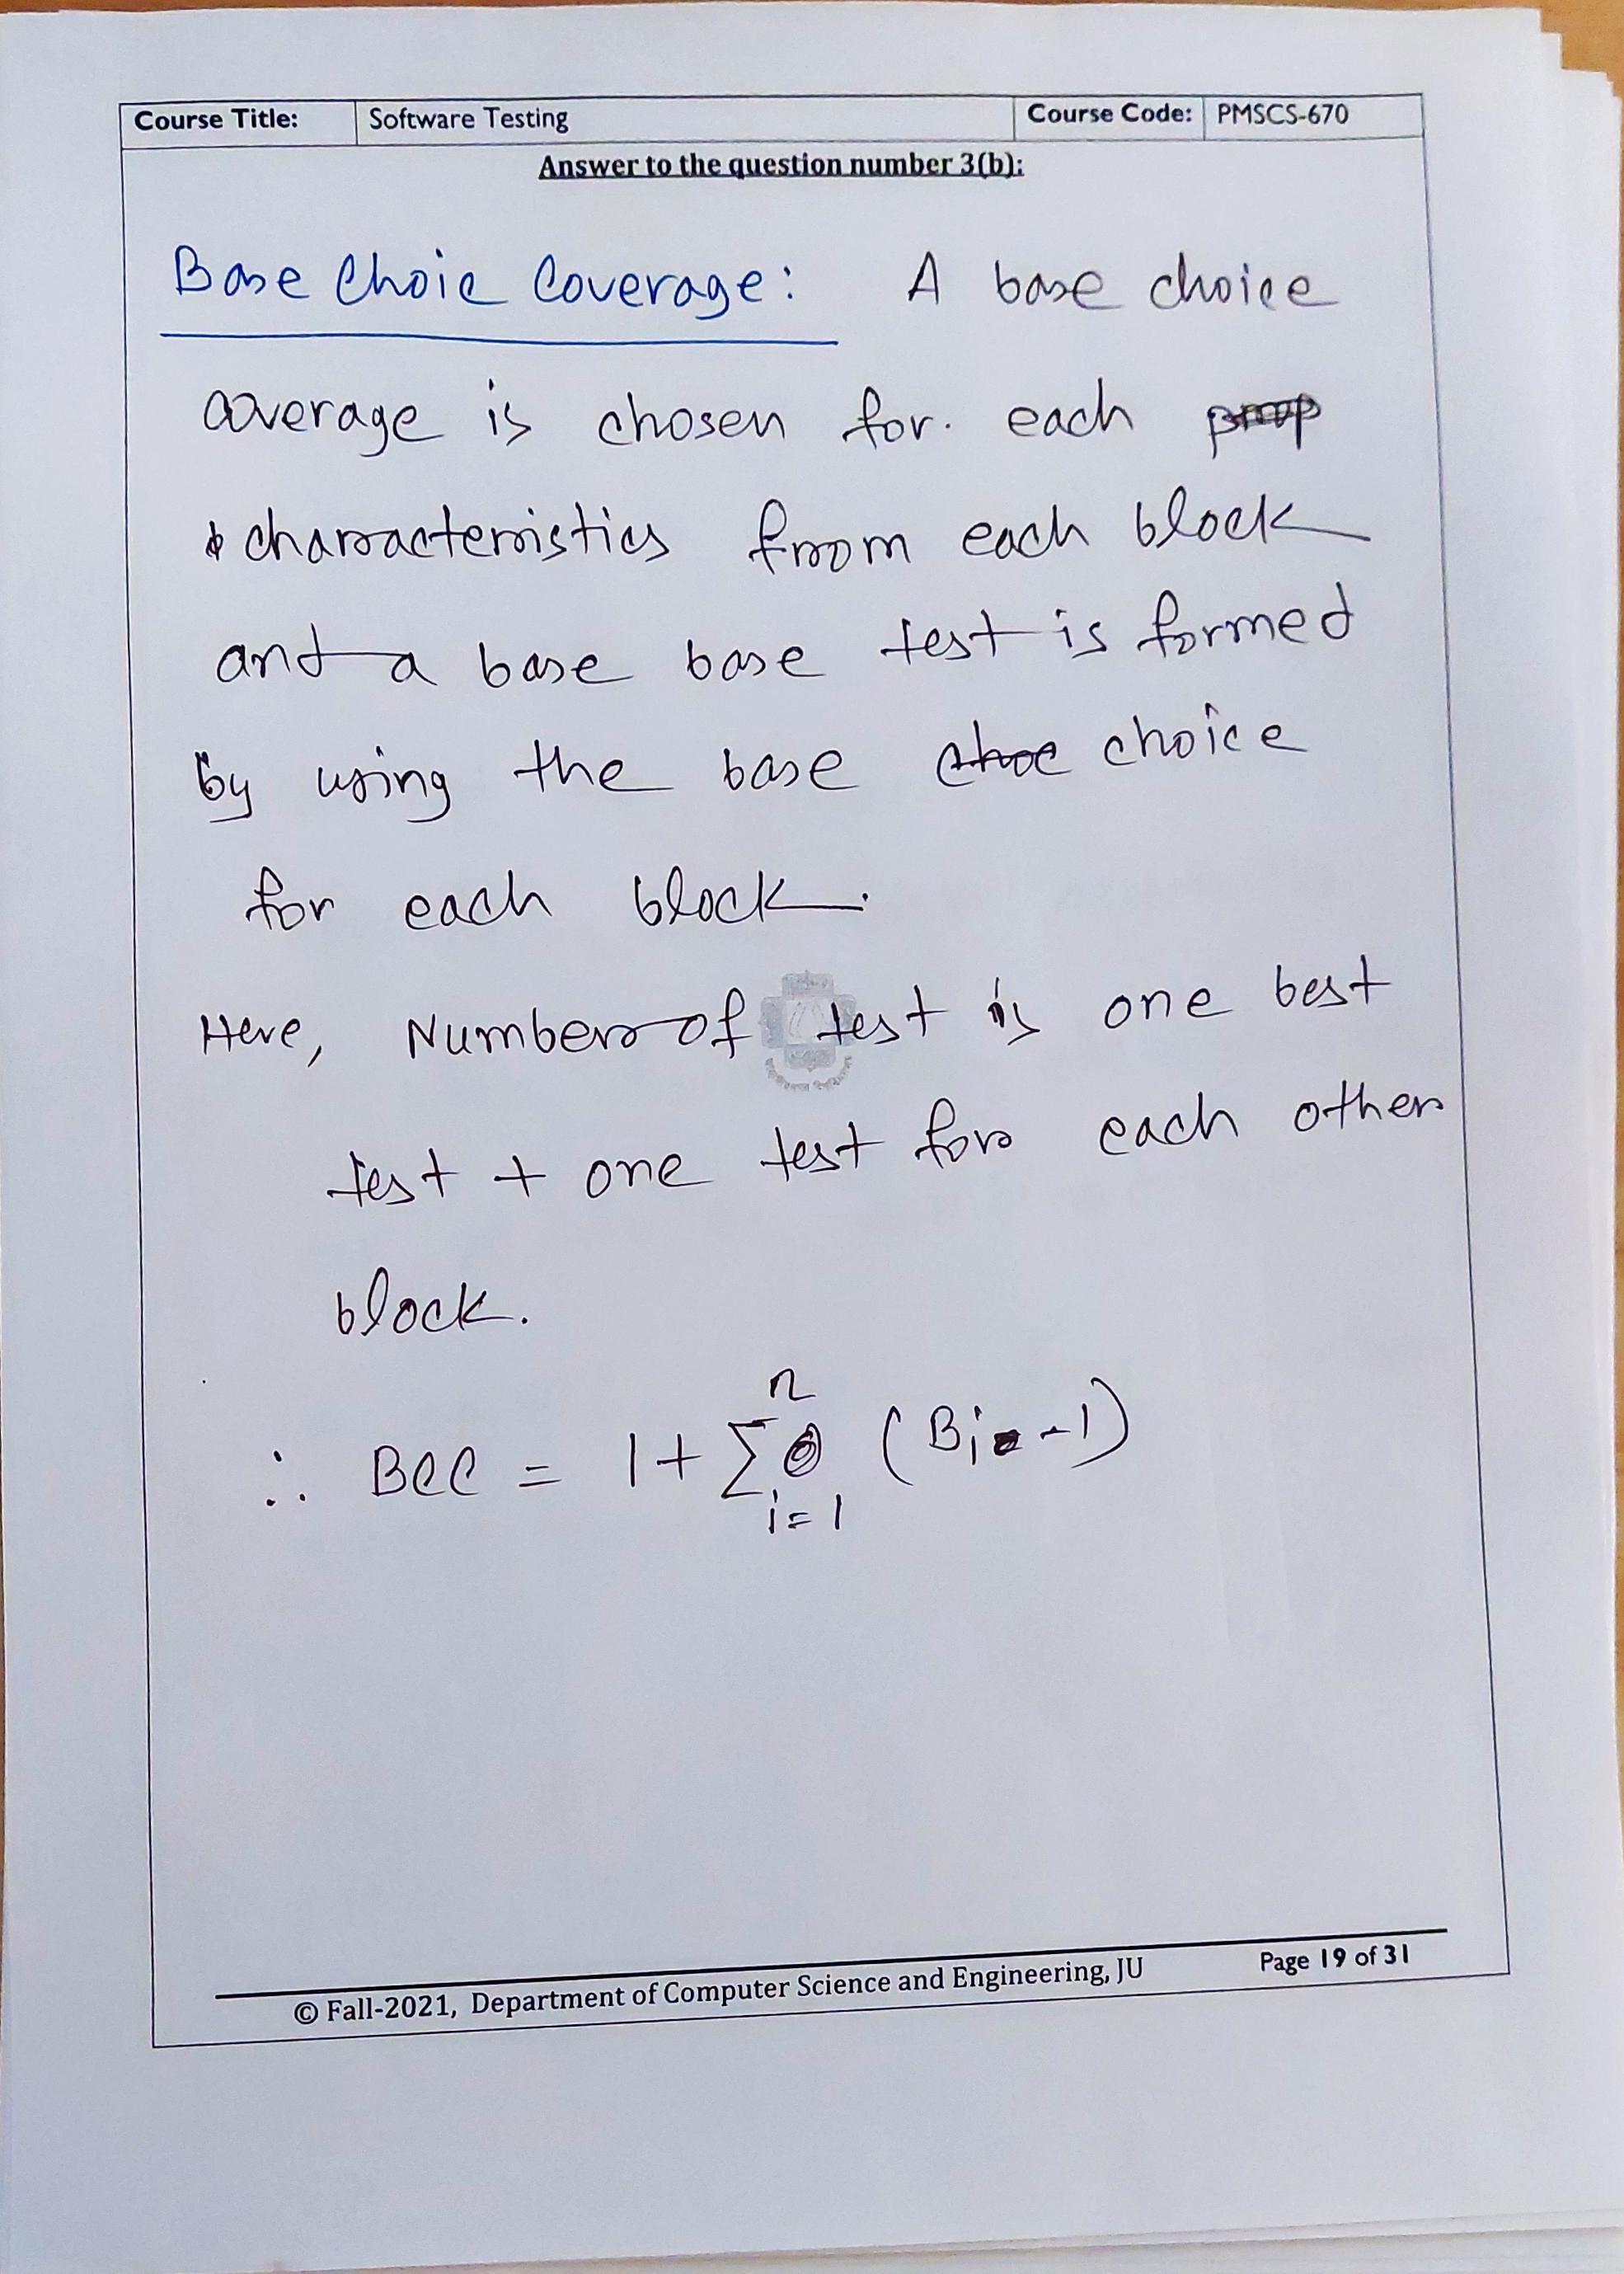 Course Title: Software Testing Course Code: PMSCS-670
Answer to the question number 3(b):
Base Choie Coverage: A base choice
coverage is chosen for. each
characteristics from each block
and a base base test is formed
by using the base choice
for each block.
Here, Number of test is one best
test + one test for each other
block.
∴ BCC = 1 + Σ (Bi - 1)
n
i = 1
© Fall-2021, Department of Computer Science and Engineering, JU Page 19 of 31